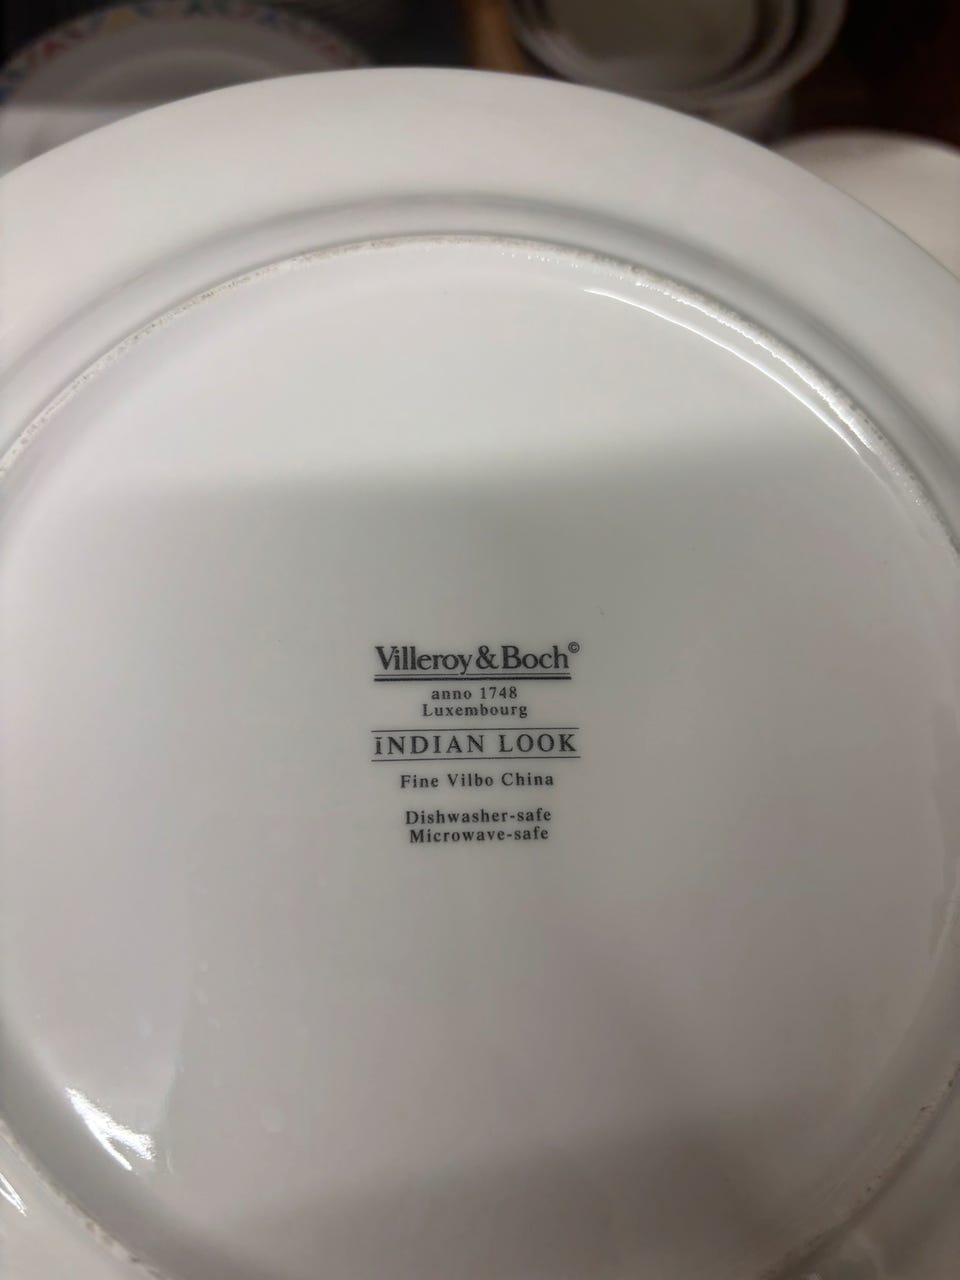 Villeroy & Boch©
anno 1748
Luxembourg
INDIAN LOOK
Fine Vilbo China
Dishwasher-safe
Microwave-safe